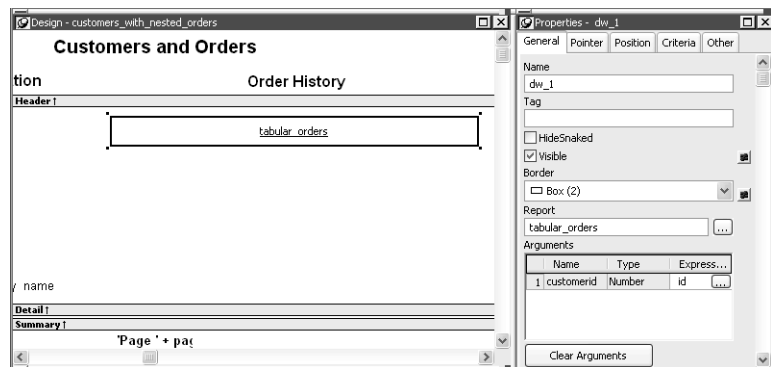 Design - customers_with_nested_orders
Customers and Orders
tion
Order History
Header ↑
tabular_orders
y name
Detail ↑
Summary ↑
'Page ' + pag
Properties - dw_1
General Pointer Position Criteria Other
Name
dw_1
Tag
HideSnaked
Visible
Border
Box (2)
Report
tabular_orders
...
Arguments
Name Type Express...
1 customerid Number id ...
Clear Arguments